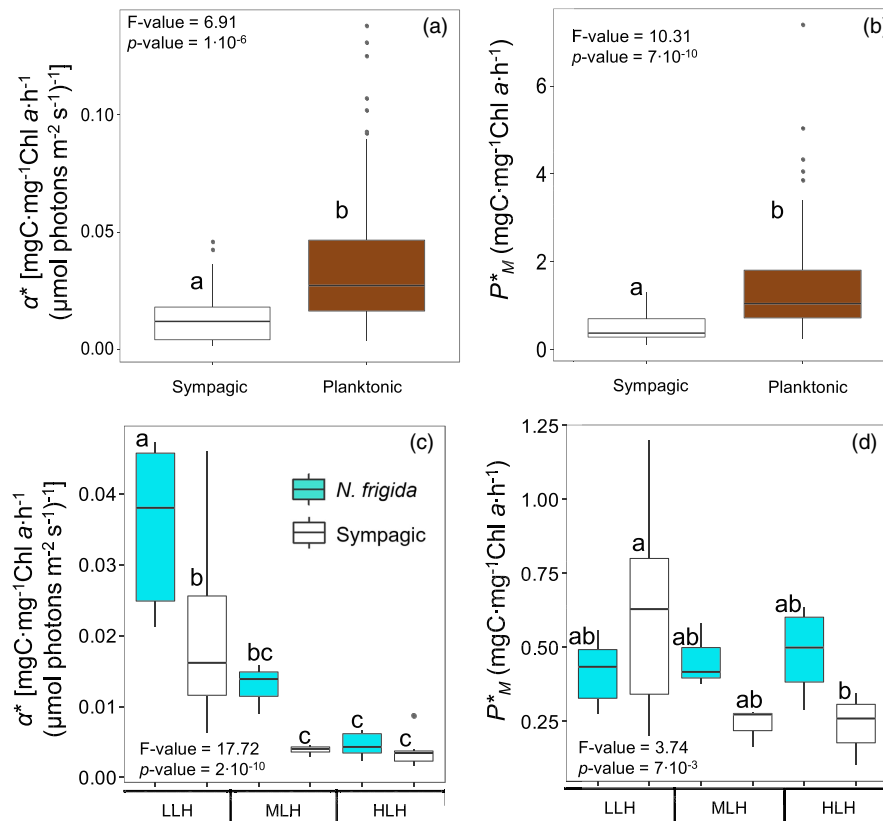 (a)
F-value = 6.91
p-value = 1·10-6
α* [mgC·mg-1Chl a·h-1
(µmol photons m-2 s-1)-1]
0.10
0.05
0.00
a
b
Sympagic
Planktonic
(b)
F-value = 10.31
p-value = 7·10-10
P*M (mgC·mg-1Chl a·h-1)
6
4
2
0
a
b
Sympagic
Planktonic
(c)
α* [mgC·mg-1Chl a·h-1
(µmol photons m-2 s-1)-1]
0.04
0.03
0.02
0.01
0.00
a
b
bc
c
c
c
N. frigida
Sympagic
F-value = 17.72
p-value = 2·10-10
LLH
MLH
HLH
(d)
P*M (mgC·mg-1Chl a·h-1)
1.25
1.00
0.75
0.50
0.25
ab
a
ab
ab
ab
b
F-value = 3.74
p-value = 7·10-3
LLH
MLH
HLH